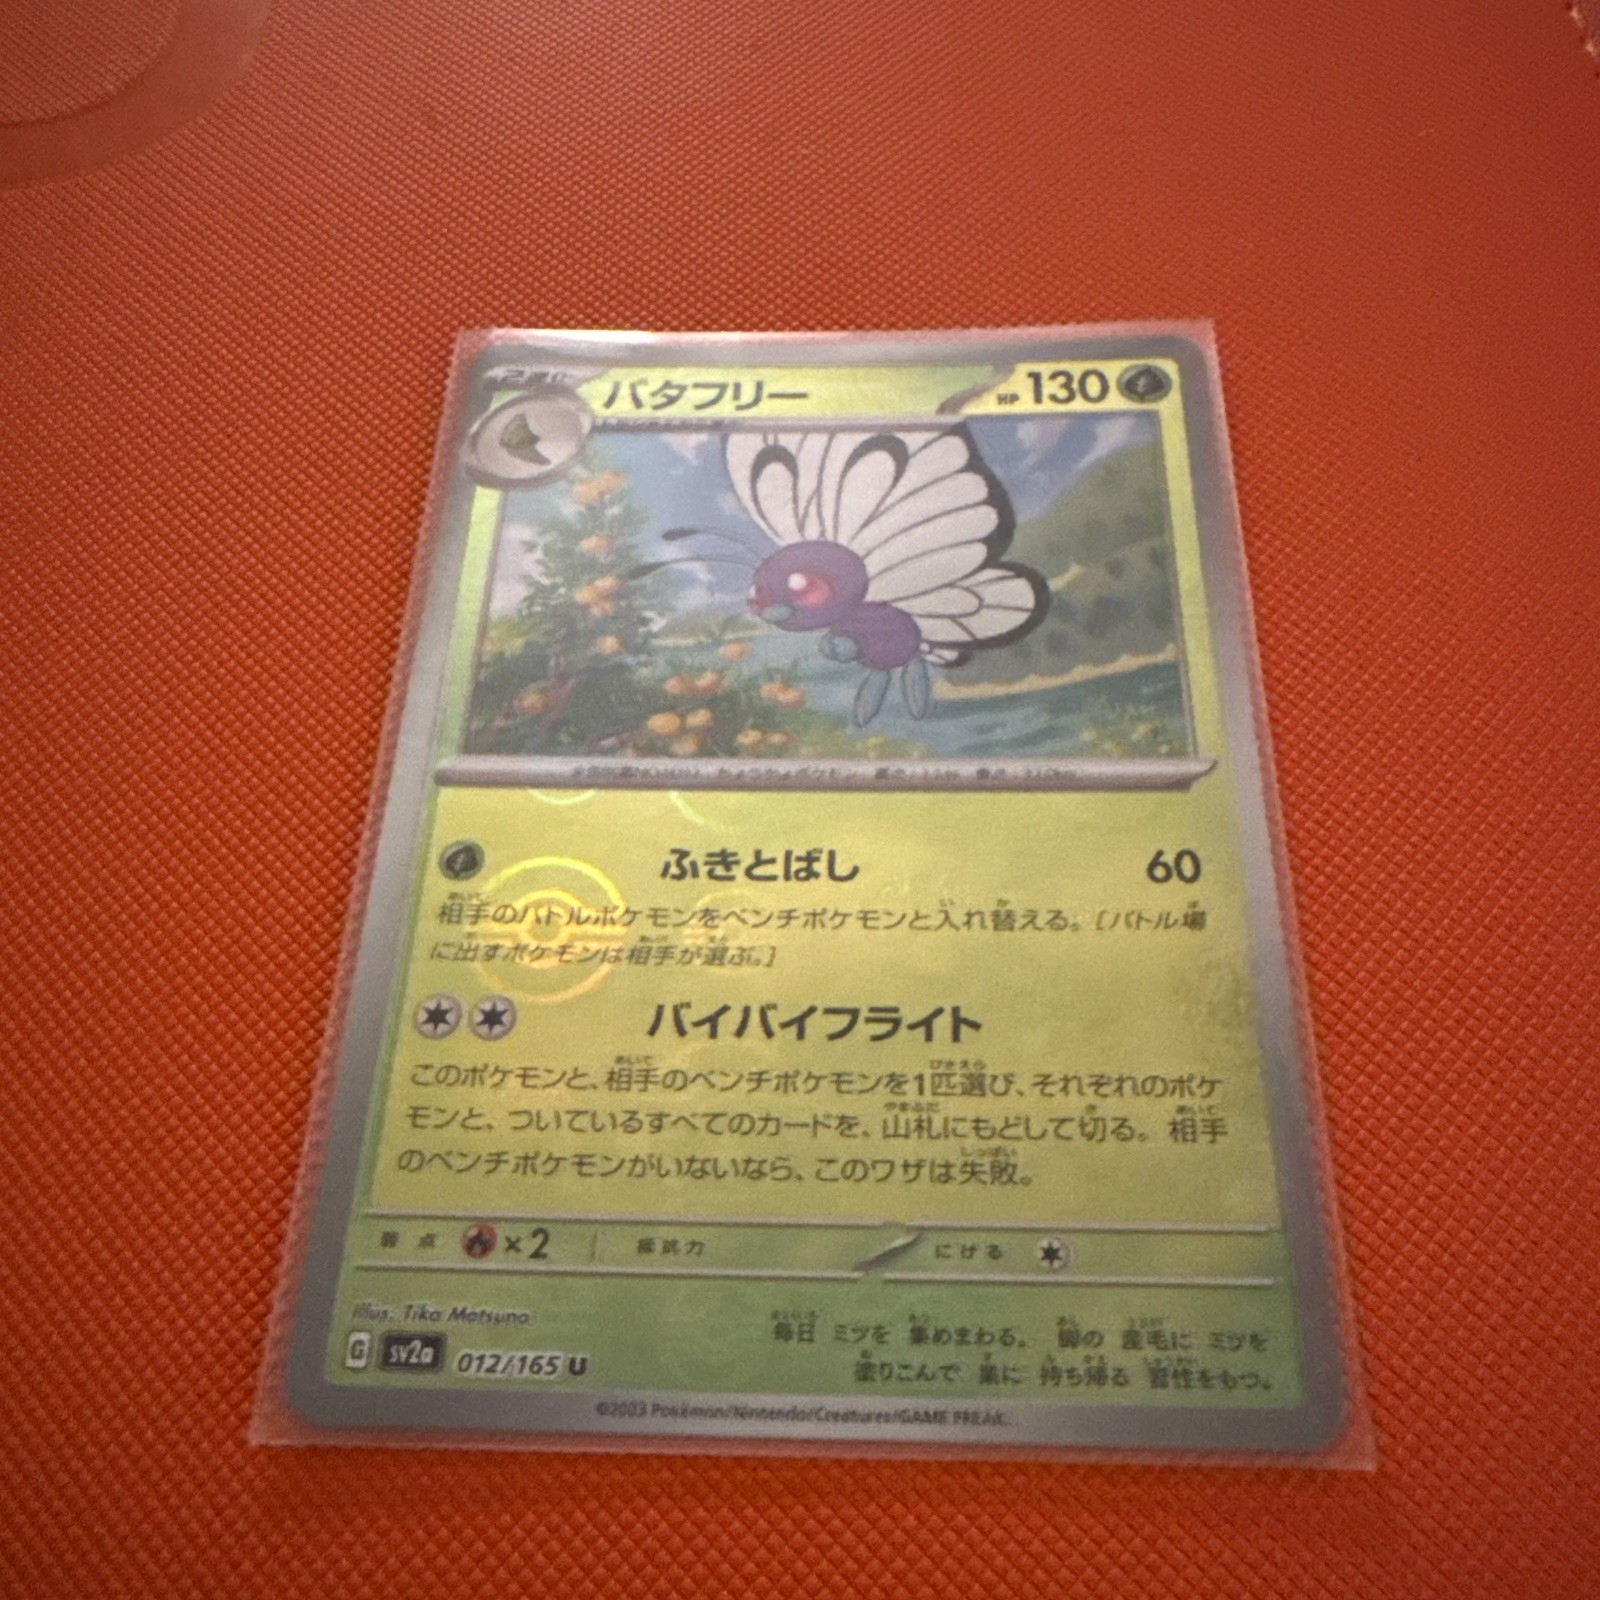 バタフリー
HP 130
ふきとばし 60
相手のバトルポケモンをベンチポケモンと入れ替える。[バトル場
に出すポケモンは相手が選ぶ。]
バイバイフライト
このポケモンと、相手のベンチポケモンを1匹選び、それぞれのポケ
モンと、ついているすべてのカードを、山札にもどして切る。相手
のベンチポケモンがいないなら、このワザは失敗。
弱点 ×2 抵抗力 にげる
Illus. Tika Matsuno
毎日 ミツを 集めまわる。 脚の 産毛に ミツを
塗りこんで 巣に 持ち帰る 習性をもつ。
G sv2a 012/165 U
©2023 Pokémon/Nintendo/Creatures/GAME FREAK.